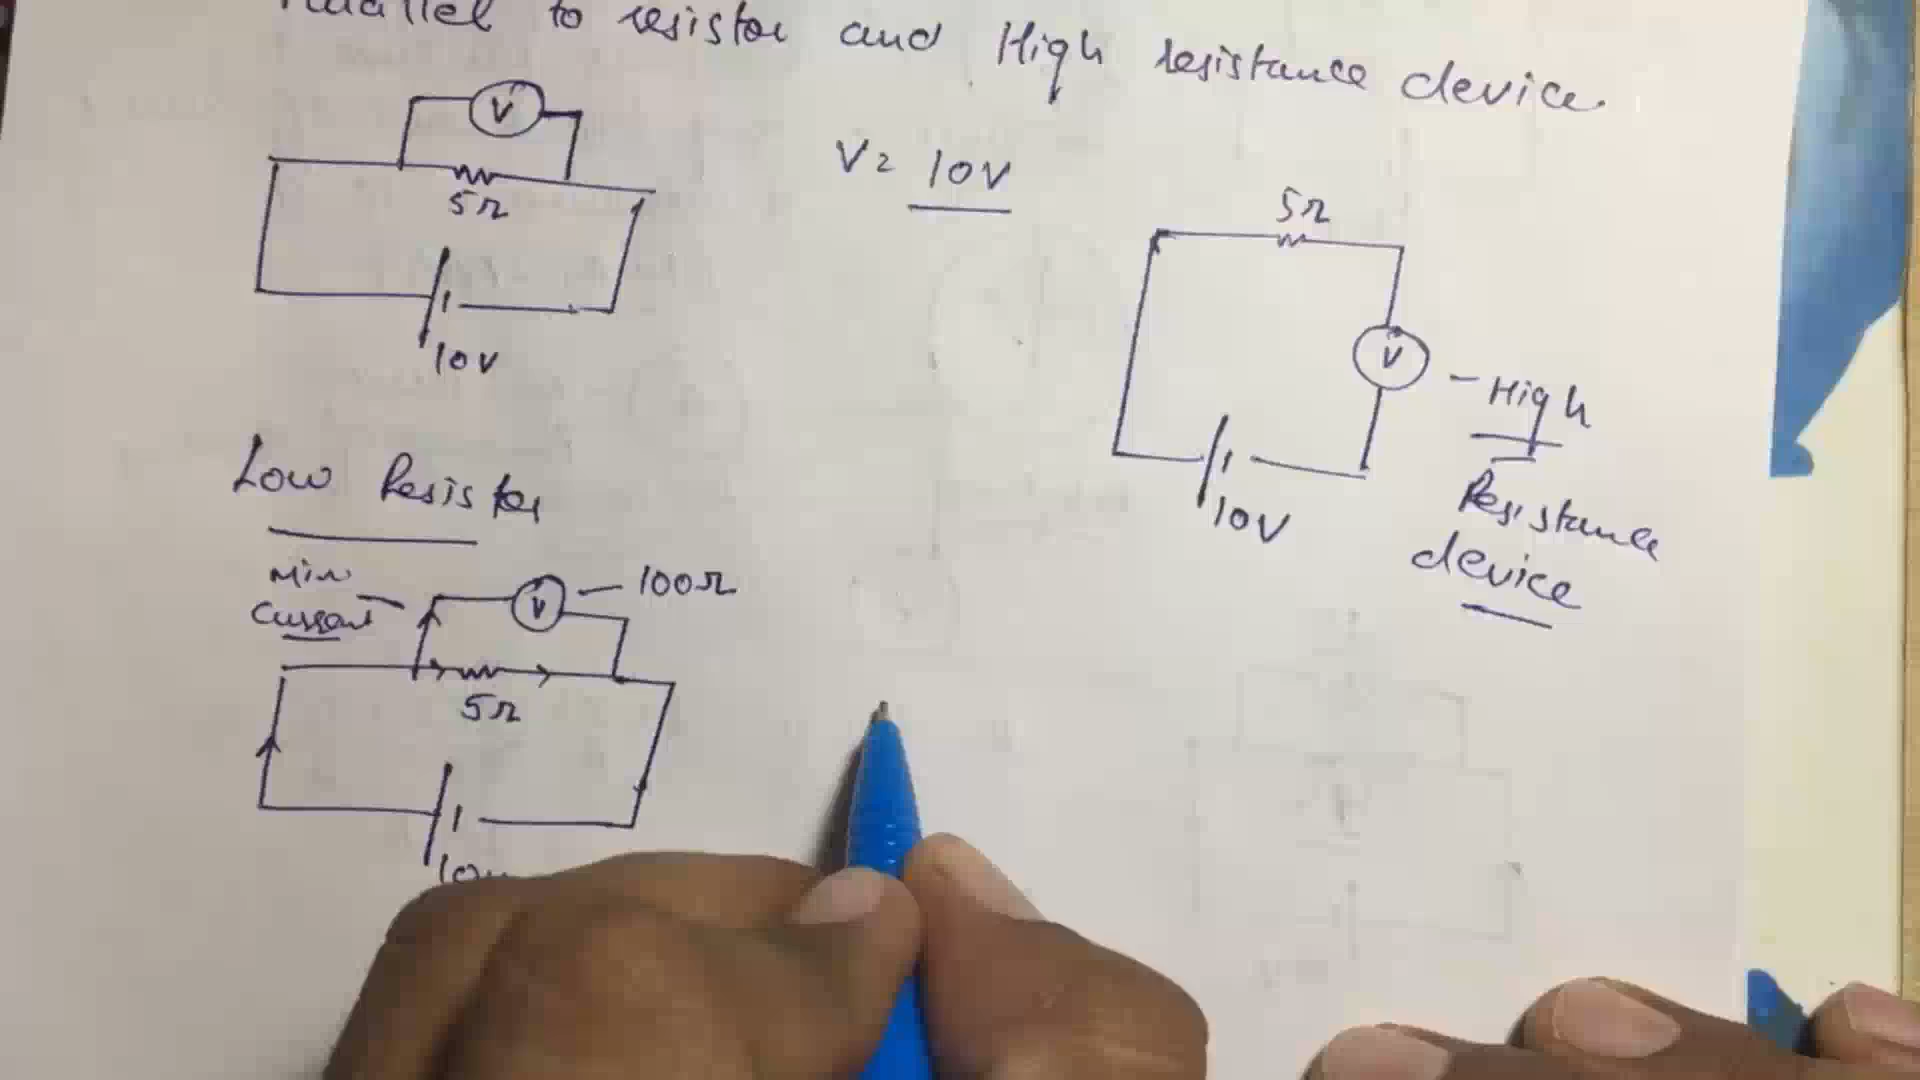 Parallel to resistor and High resistance device.
V
5Ω
10V
V = 10V
5Ω
V
- High
Resistance
device
10V
Low Resistor
Min
Current
V
- 100Ω
5Ω